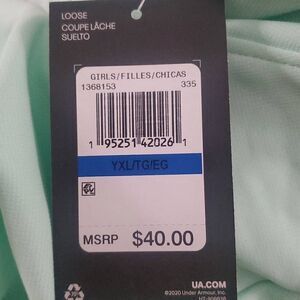 LOOSE
COUPE LÂCHE
SUELTO
GIRLS/FILLES/CHICAS
1368153 335
1 95251 42026 1
YXL/TG/EG
MSRP $40.00
UA.COM
©2020 Under Armour, Inc.